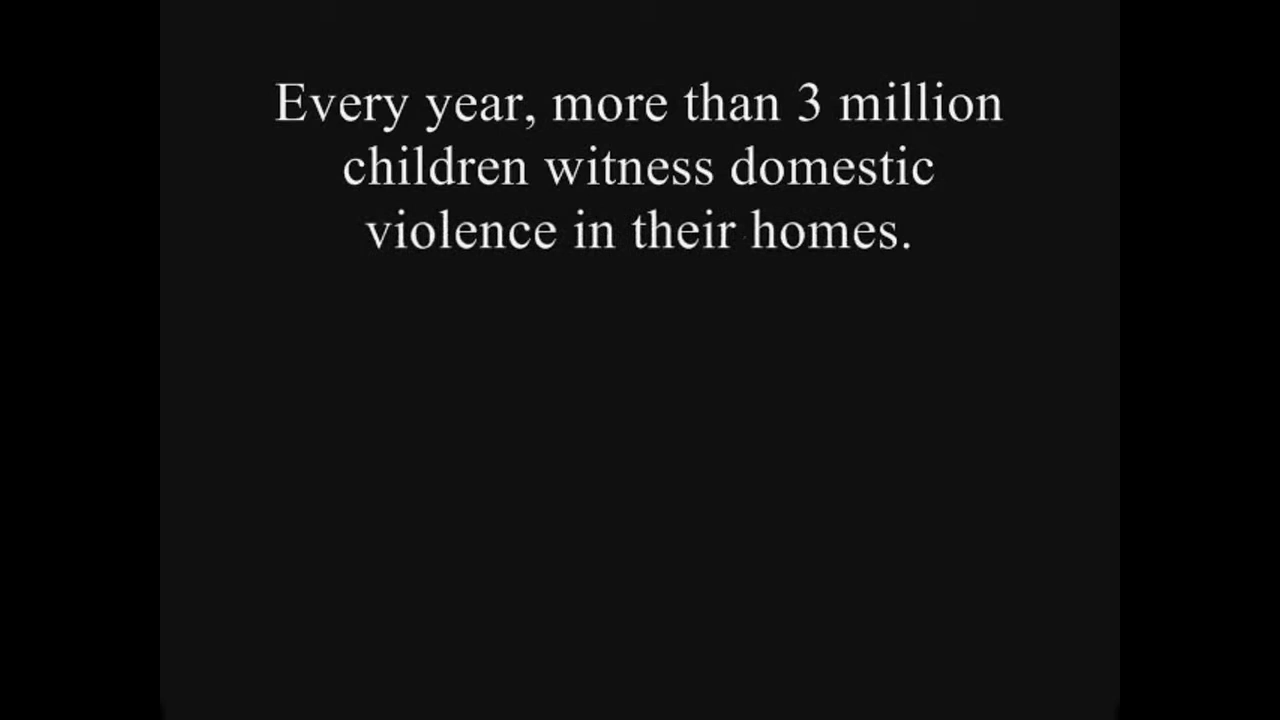 Every year, more than 3 million
children witness domestic
violence in their homes.